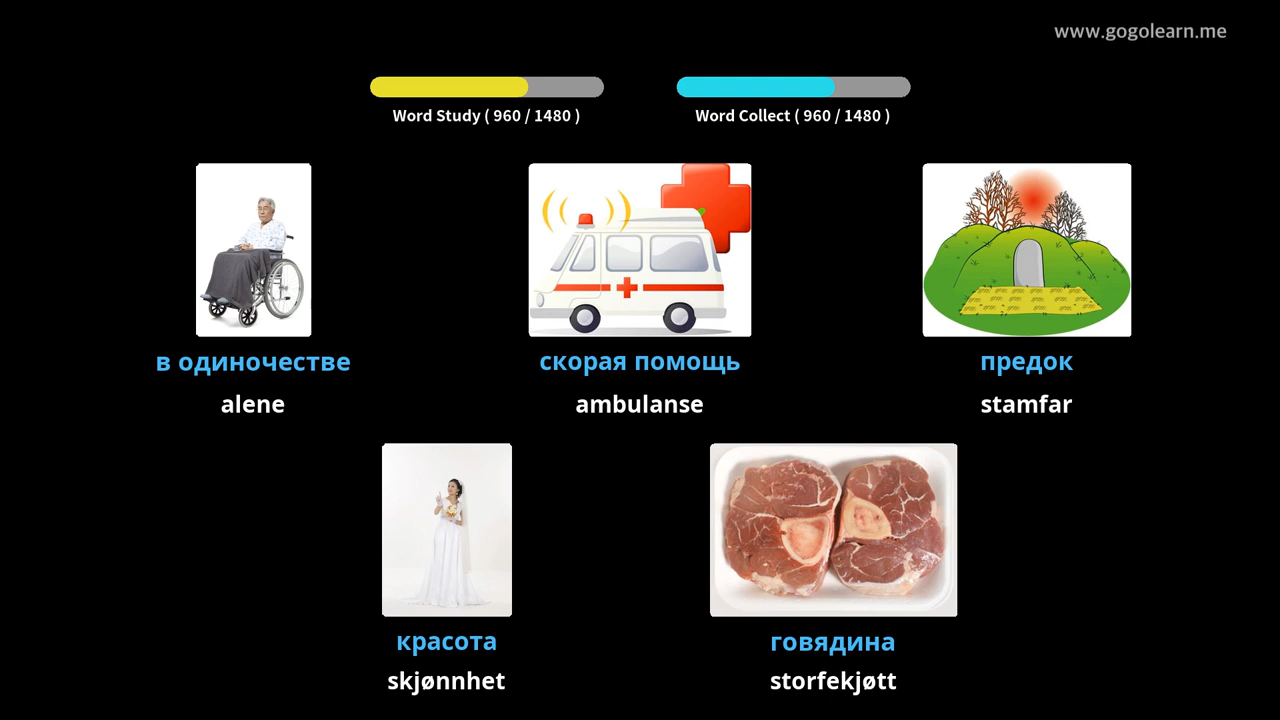 www.gogolearn.me
Word Study ( 960 / 1480 )
Word Collect ( 960 / 1480 )
в одиночестве
скорая помощь
предок
alene
ambulanse
stamfar
красота
говядина
skjønnhet
storfekjøtt